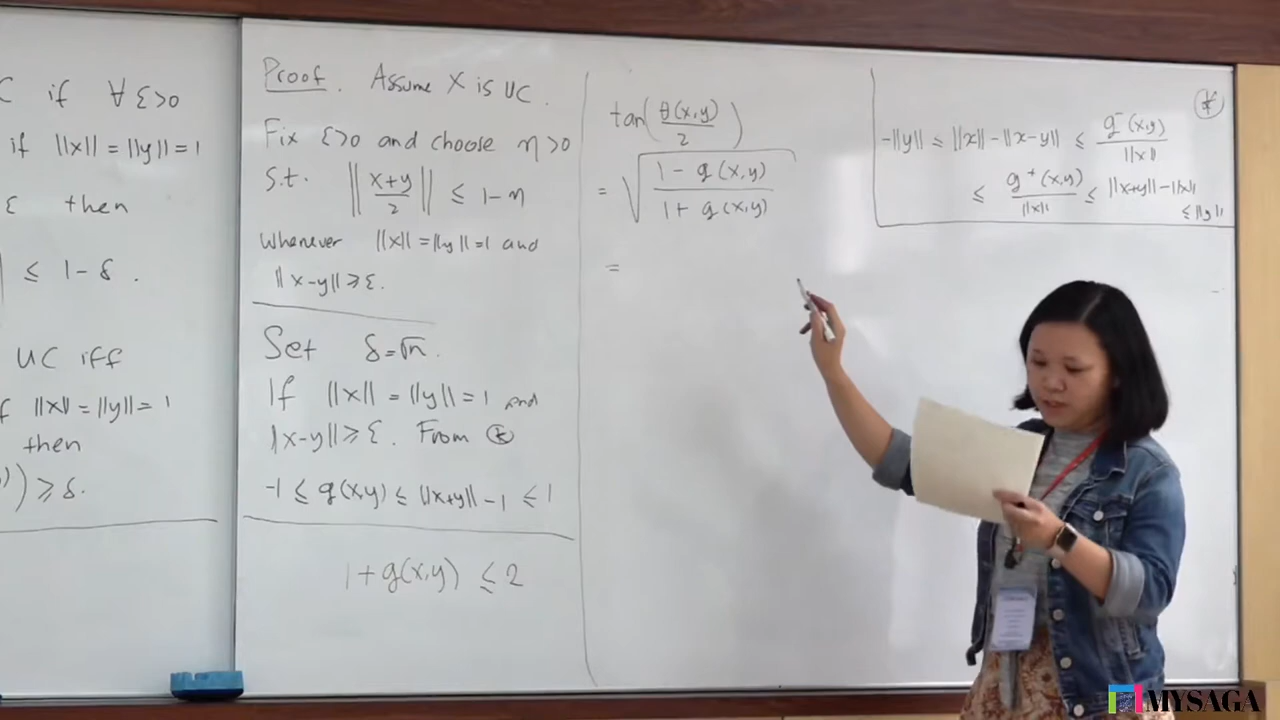 C if ∀ ε>0
if ||x|| = ||y|| = 1
ε then
≤ 1 - δ .
UC iff
f ||x|| = ||y|| = 1
then
)) ≥ δ.
Proof. Assume X is UC.
Fix ε>0 and choose η>0
s.t. || (x+y)/2 || ≤ 1-η
Whenever ||x|| = ||y|| = 1 and
||x-y|| ≥ ε.
Set δ = √η.
If ||x|| = ||y|| = 1 and
||x-y|| ≥ ε. From ⊛
-1 ≤ g(x,y) ≤ ||x+y|| - 1 ≤ 1
1 + g(x,y) ≤ 2
tan( θ(x,y)/2 )
= √( (1 - g(x,y)) / (1 + g(x,y)) )
=
⊛
-||y|| ≤ ||x|| - ||x-y|| ≤ g⁻(x,y)/||x||
≤ g⁺(x,y)/||x|| ≤ ||x+y|| - ||x||
≤ ||y||
MYSAGA